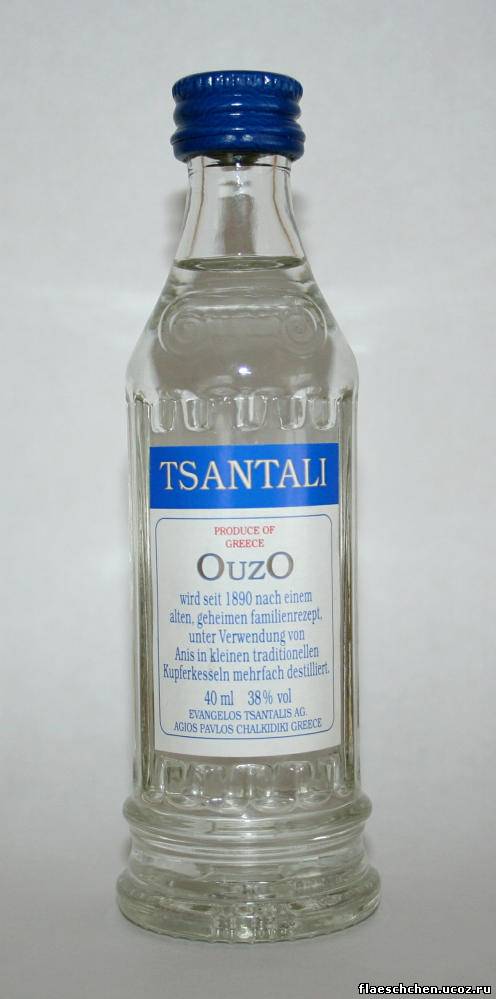 TSANTALI
PRODUCE OF
GREECE
OuzO
wird seit 1890 nach einem
alten, geheimen familienrezept,
unter Verwendung von
Anis in kleinen traditionellen
Kupferkesseln mehrfach destilliert.
40 ml 38% vol
EVANGELOS TSANTALIS AG.
AGIOS PAVLOS CHALKIDIKI GREECE
flaeschchen.ucoz.ru